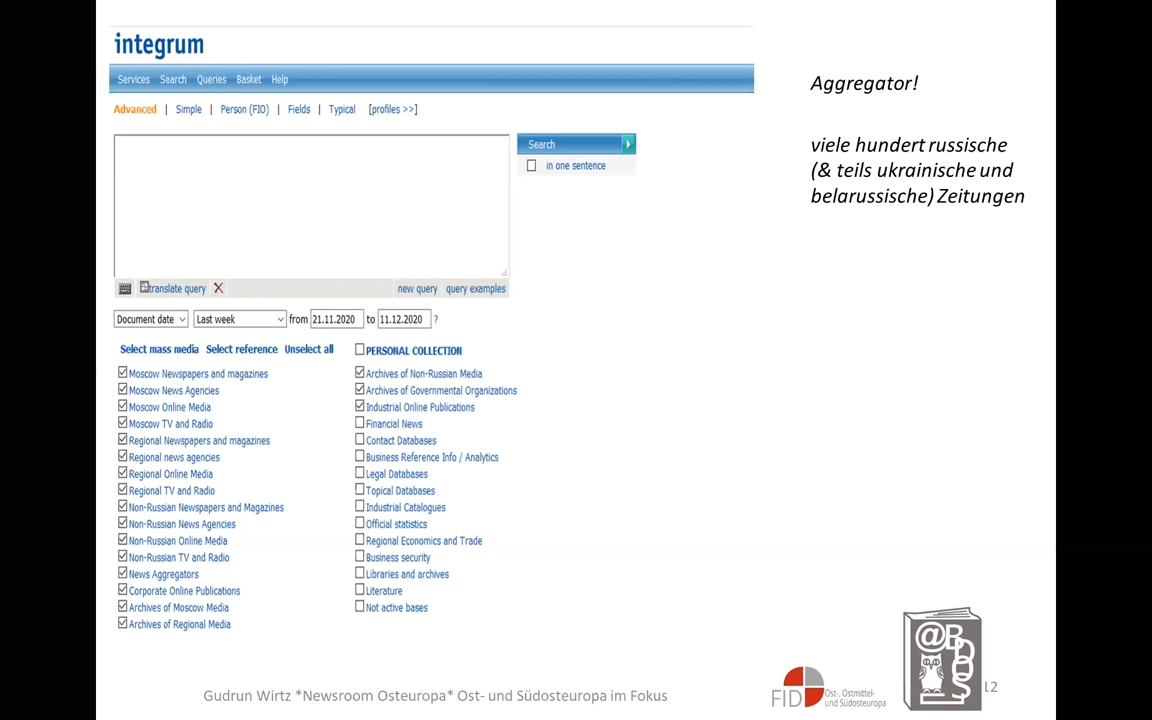 integrum
Services Search Queries Basket Help
Advanced | Simple | Person (FIO) | Fields | Typical [profiles >>]
Search
in one sentence
translate query
new query query examples
Document date Last week from 21.11.2020 to 11.12.2020 ?
Select mass media Select reference Unselect all
Moscow Newspapers and magazines
Moscow News Agencies
Moscow Online Media
Moscow TV and Radio
Regional Newspapers and magazines
Regional news agencies
Regional Online Media
Regional TV and Radio
Non-Russian Newspapers and Magazines
Non-Russian News Agencies
Non-Russian Online Media
Non-Russian TV and Radio
News Aggregators
Corporate Online Publications
Archives of Moscow Media
Archives of Regional Media
PERSONAL COLLECTION
Archives of Non-Russian Media
Archives of Governmental Organizations
Industrial Online Publications
Financial News
Contact Databases
Business Reference Info / Analytics
Legal Databases
Topical Databases
Industrial Catalogues
Official statistics
Regional Economics and Trade
Business security
Libraries and archives
Literature
Not active bases
Aggregator!
viele hundert russische
(& teils ukrainische und
belarussische) Zeitungen
Gudrun Wirtz *Newsroom Osteuropa* Ost- und Südosteuropa im Fokus
FID
Ost-, Ostmittel-
und Südosteuropa
@BDOS
12